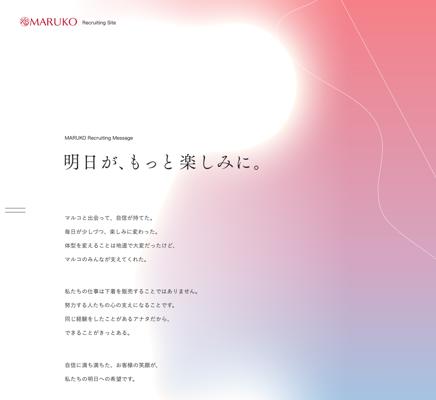 MARUKO Recruiting Site
MARUKO Recruiting Message
明日が、もっと楽しみに。
マルコと出会って、自信が持てた。
毎日が少しづつ、楽しみに変わった。
体型を変えることは地道で大変だったけど、
マルコのみんなが支えてくれた。
私たちの仕事は下着を販売することではありません。
努力する人たちの心の支えになることです。
同じ経験をしたことがあるアナタだから、
できることがきっとある。
自信に満ち満ちた、お客様の笑顔が、
私たちの明日への希望です。